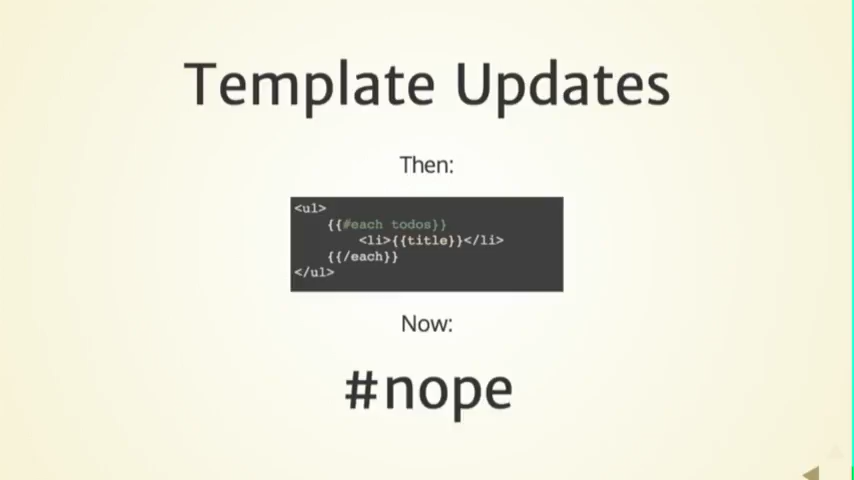 Template Updates
Then:
<ul>
{{#each todos}}
<li>{{title}}</li>
{{/each}}
</ul>
Now:
#nope